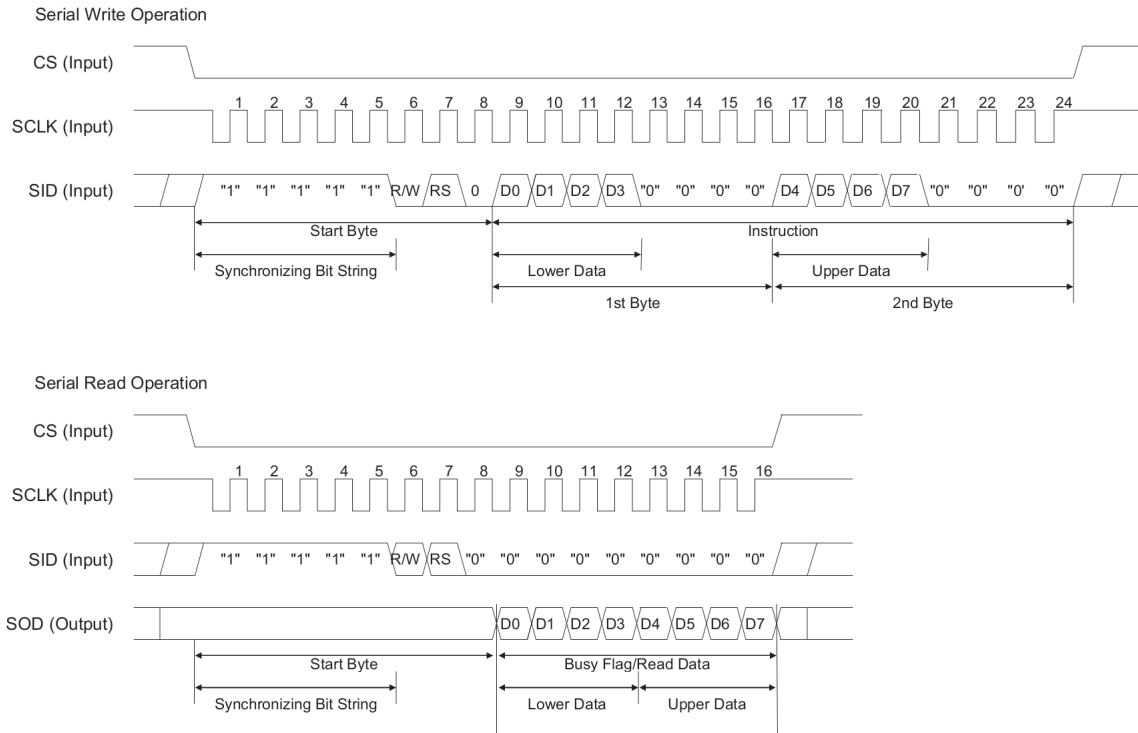 Serial Write Operation
CS (Input)
1 2 3 4 5 6 7 8 9 10 11 12 13 14 15 16 17 18 19 20 21 22 23 24
SCLK (Input)
SID (Input) "1" "1" "1" "1" "1" R/W RS 0 D0 D1 D2 D3 "0" "0" "0" "0" D4 D5 D6 D7 "0" "0" "0' "0"
Start Byte Instruction
Synchronizing Bit String Lower Data Upper Data
1st Byte 2nd Byte
Serial Read Operation
CS (Input)
1 2 3 4 5 6 7 8 9 10 11 12 13 14 15 16
SCLK (Input)
SID (Input) "1" "1" "1" "1" "1" R/W RS "0" "0" "0" "0" "0" "0" "0" "0" "0"
SOD (Output) D0 D1 D2 D3 D4 D5 D6 D7
Start Byte Busy Flag/Read Data
Synchronizing Bit String Lower Data Upper Data